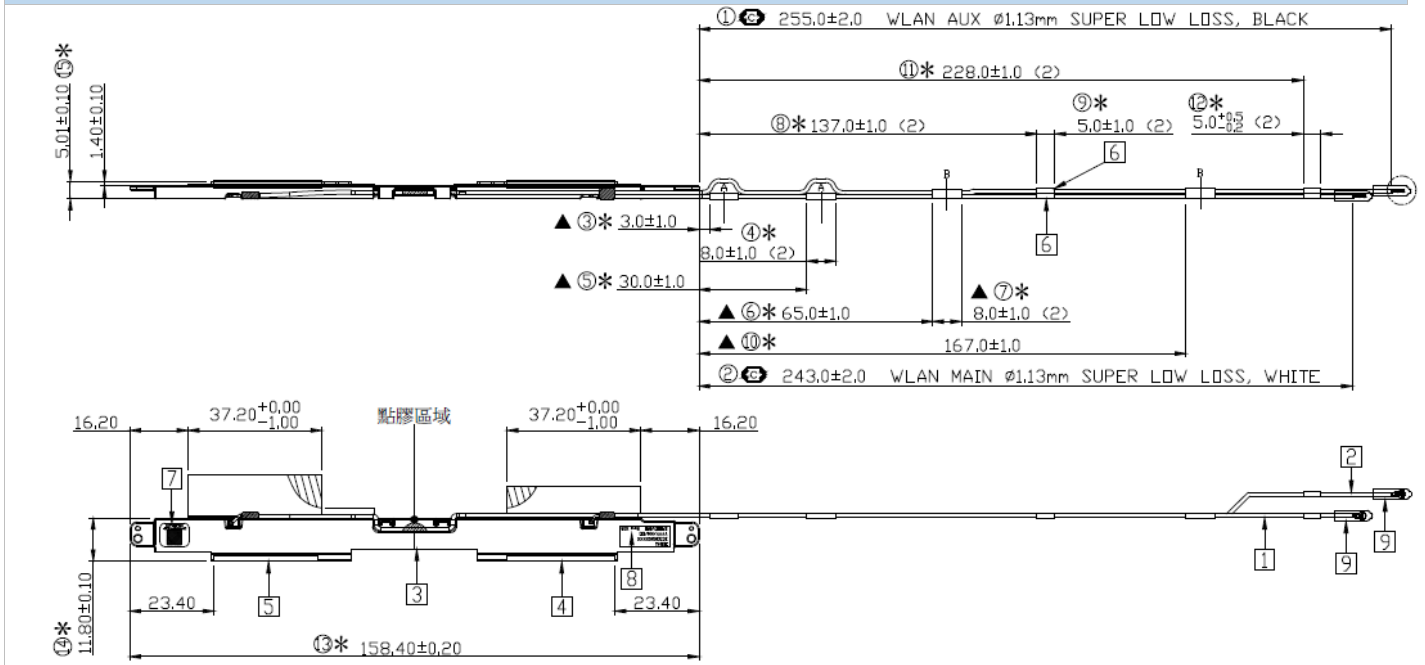 ① C 255.0±2.0 WLAN AUX Ø1.13mm SUPER LOW LOSS, BLACK
⑪* 228.0±1.0 (2)
⑮* 5.01±0.10
1.40±0.10
⑧* 137.0±1.0 (2)
⑨* 5.0±1.0 (2)
⑫* 5.0+0.5-0.2 (2)
6
A
A
B
B
6
▲ ③* 3.0±1.0
④* 8.0±1.0 (2)
▲ ⑤* 30.0±1.0
▲ ⑥* 65.0±1.0
▲ ⑦* 8.0±1.0 (2)
▲ ⑩* 167.0±1.0
② C 243.0±2.0 WLAN MAIN Ø1.13mm SUPER LOW LOSS, WHITE
16.20
37.20+0.00-1.00
點膠區域
37.20+0.00-1.00
16.20
7
2
9
1
9
3
8
5
4
23.40
23.40
⑭* 11.80±0.10
⑬* 158.40±0.20